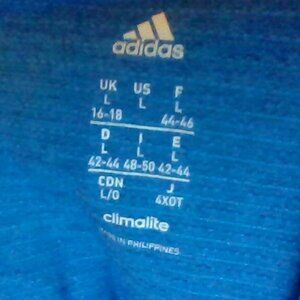 adidas
UK US F
L L L
16-18 44-46
D I E
L L L
42-44 48-50 42-44
CDN J
L/G 4XOT
climalite
MADE IN PHILIPPINES